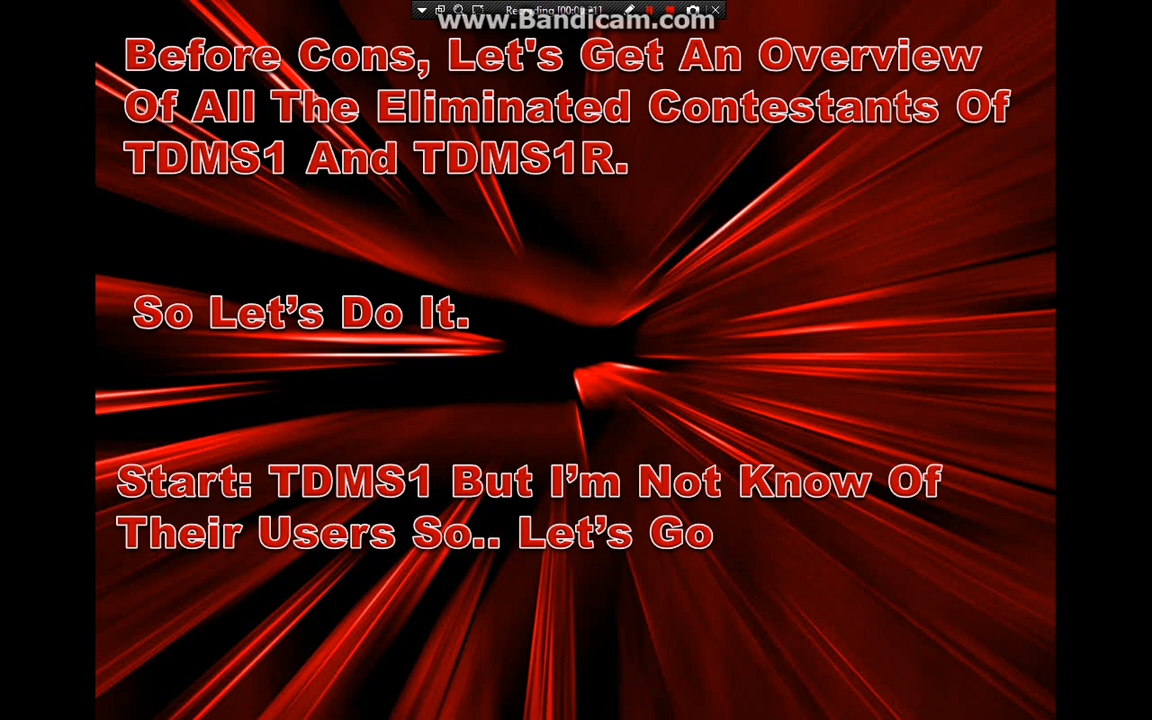 Recording
www.Bandicam.com
Before Cons, Let's Get An Overview
Of All The Eliminated Contestants Of
TDMS1 And TDMS1R.
So Let’s Do It.
Start: TDMS1 But I’m Not Know Of
Their Users So.. Let’s Go